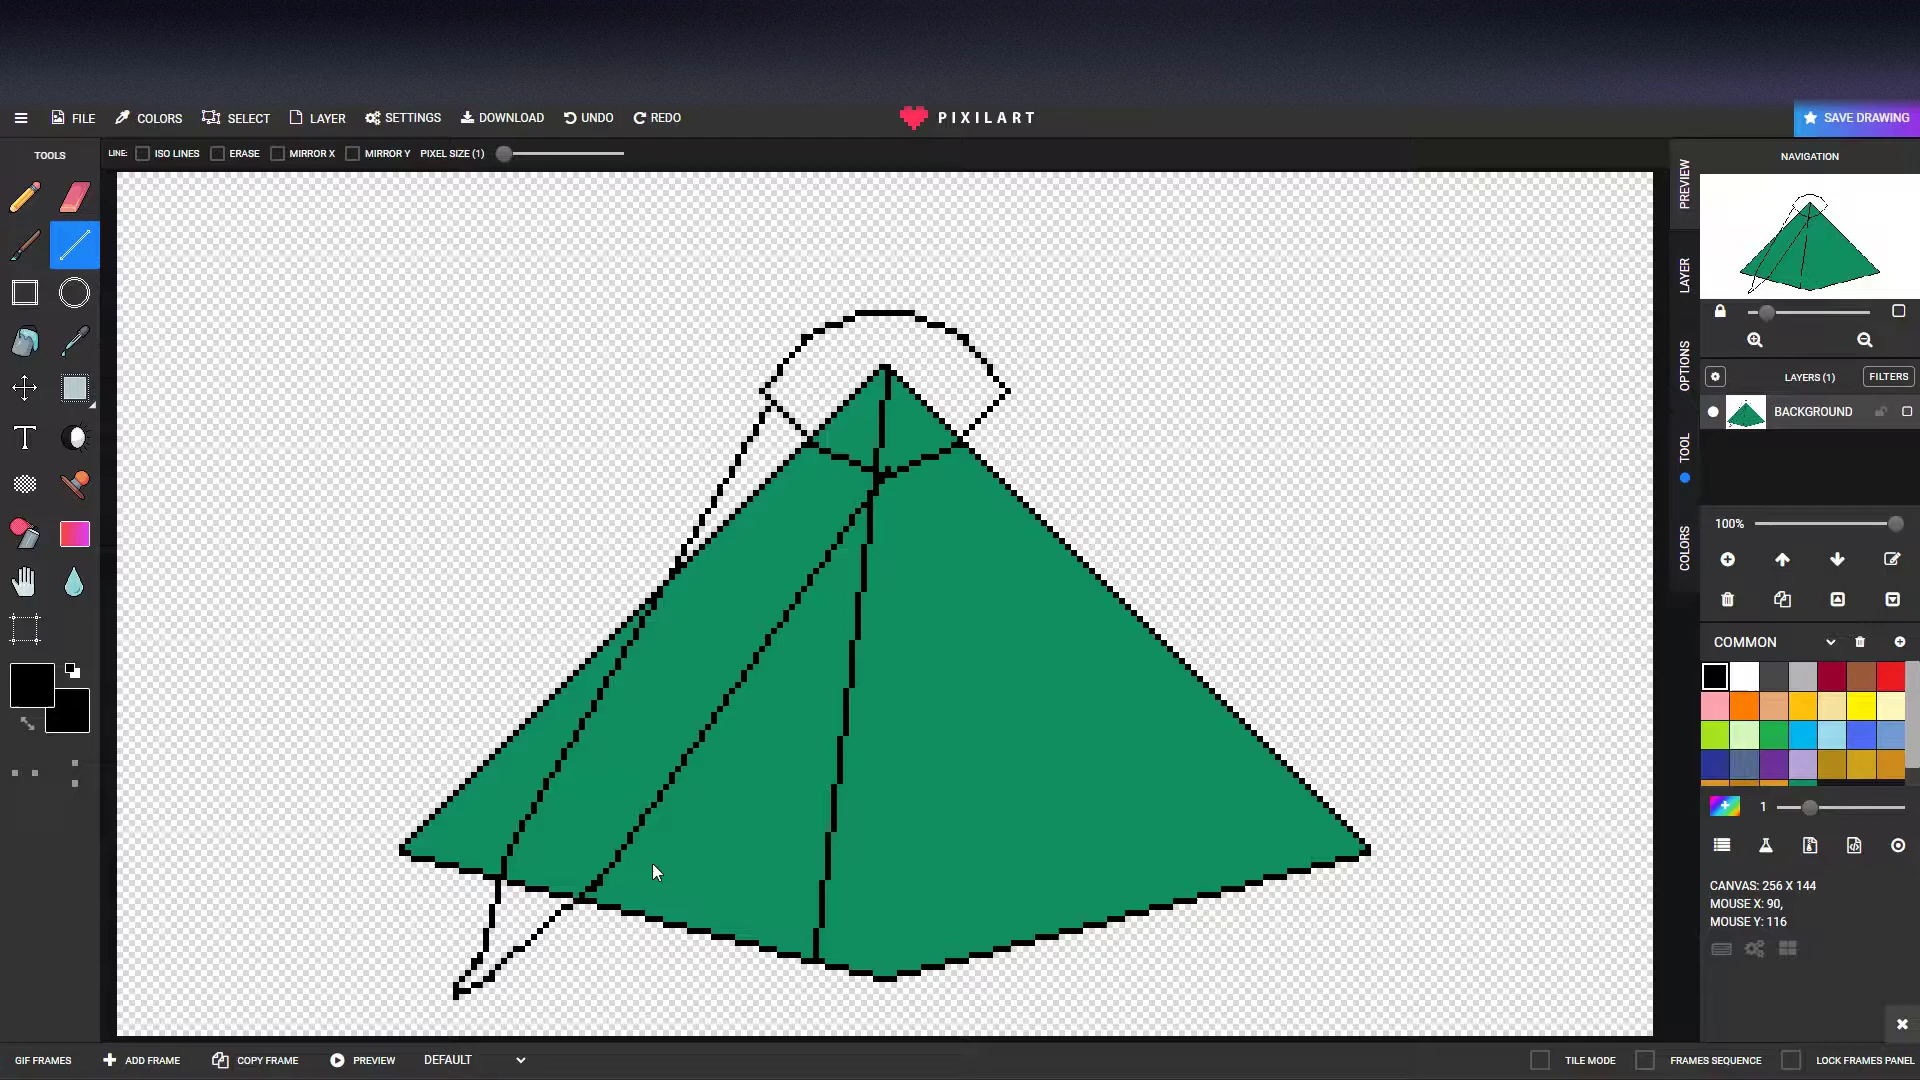 FILE COLORS SELECT LAYER SETTINGS DOWNLOAD UNDO REDO PIXILART SAVE DRAWING
TOOLS LINE: ISO LINES ERASE MIRROR X MIRROR Y PIXEL SIZE (1)
T
NAVIGATION
PREVIEW
LAYER
OPTIONS
TOOL
COLORS
LAYERS (1) FILTERS
BACKGROUND
100%
COMMON
1
CANVAS: 256 X 144
MOUSE X: 90,
MOUSE Y: 116
GIF FRAMES ADD FRAME COPY FRAME PREVIEW DEFAULT TILE MODE FRAMES SEQUENCE LOCK FRAMES PANEL